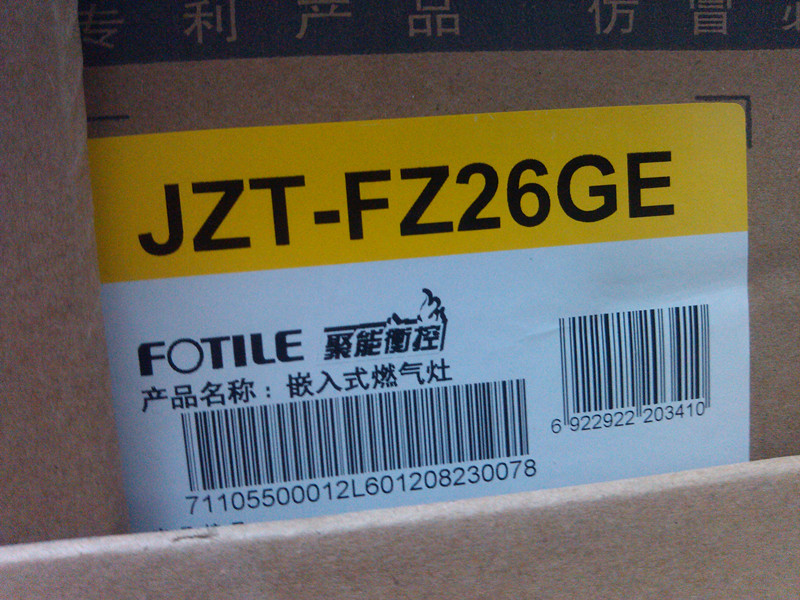 专利产品 仿冒必
JZT-FZ26GE
FOTILE 聚能衡控
产品名称：嵌入式燃气灶
71105500012L601208230078
6 922922 203410